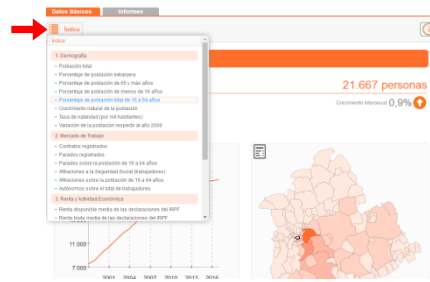 Datos Básicos
Informes
Índice
Índice
1. Demografía
- Población total
- Porcentaje de población extranjera
- Porcentaje de población de 65 y más años
- Porcentaje de población de menos de 16 años
- Porcentaje de población total de 16 a 64 años
- Crecimiento natural de la población
- Tasa de natalidad (por mil habitantes)
- Variación de la población respecto al año 2000
2. Mercado de Trabajo
- Contratos registrados
- Parados registrados
- Parados sobre la población de 16 a 64 años
- Afiliaciones a la Seguridad Social (trabajadores)
- Afiliaciones sobre la población de 16 a 64 años
- Autónomos sobre el total de trabajadores
3. Renta y Actividad Económica
- Renta disponible media de las declaraciones del IRPF
- Renta bruta media de las declaraciones del IRPF
21.667 personas
Crecimiento interanual 0,9%
11.000
7.000
2001 2004 2007 2010 2013 2016